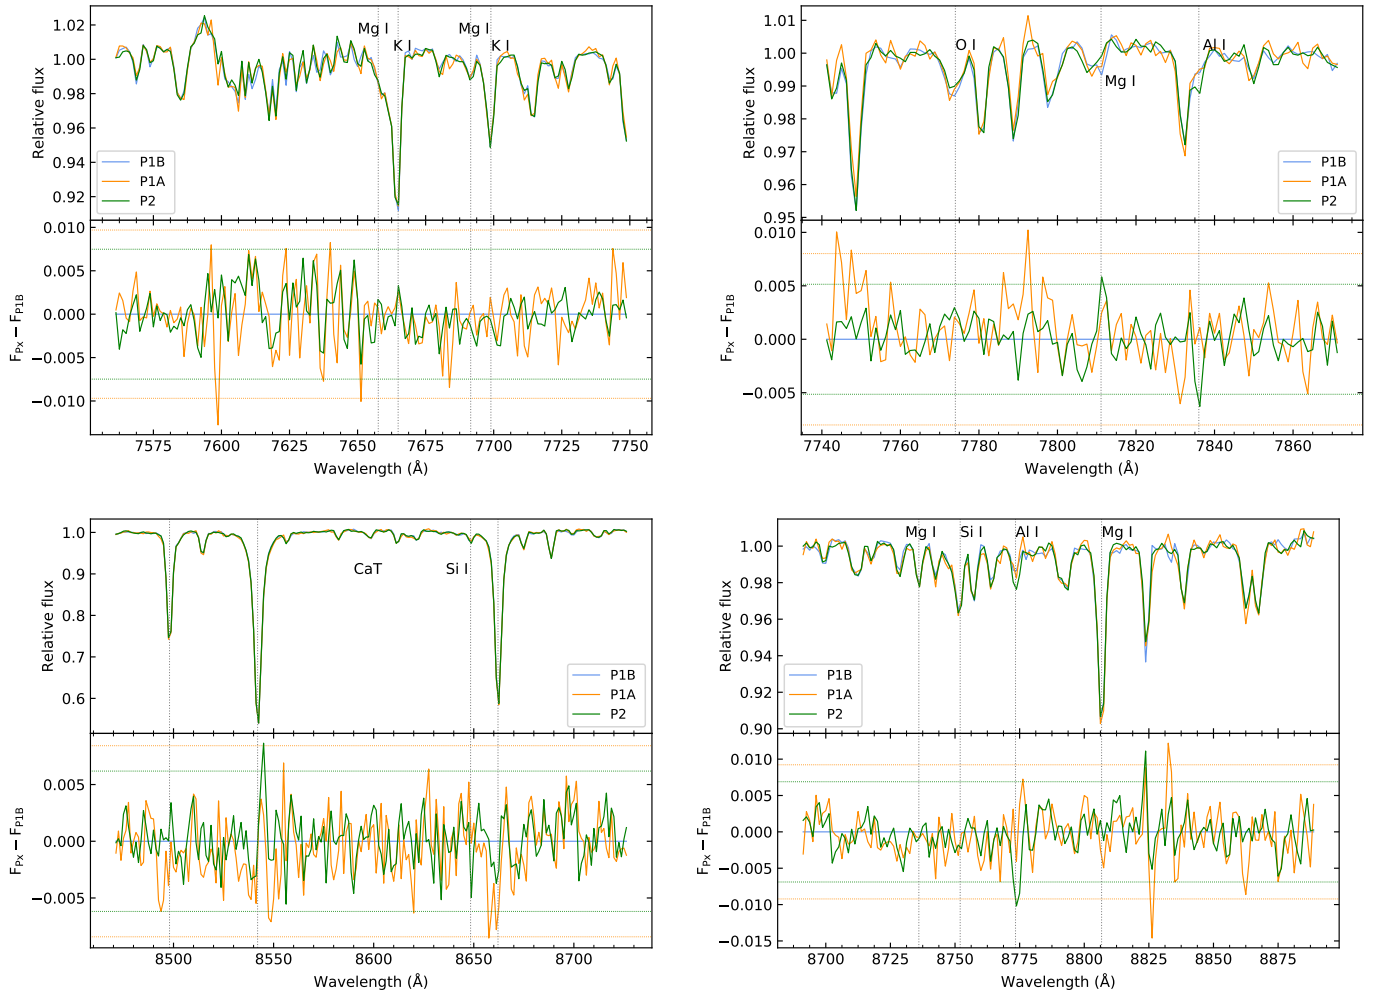 Mg I
Mg I
K I
K I
1.02
1.00
0.98
0.96
0.94
0.92
Relative flux
P1B
P1A
P2
0.010
0.005
0.000
−0.005
−0.010
F_Px − F_P1B
7575 7600 7625 7650 7675 7700 7725 7750
Wavelength (Å)
O I
Al I
Mg I
1.01
1.00
0.99
0.98
0.97
0.96
0.95
Relative flux
P1B
P1A
P2
0.010
0.005
0.000
−0.005
F_Px − F_P1B
7740 7760 7780 7800 7820 7840 7860
Wavelength (Å)
CaT
Si I
1.0
0.9
0.8
0.7
0.6
Relative flux
P1B
P1A
P2
0.005
0.000
−0.005
F_Px − F_P1B
8500 8550 8600 8650 8700
Wavelength (Å)
Mg I
Si I
Al I
Mg I
1.00
0.98
0.96
0.94
0.92
0.90
Relative flux
P1B
P1A
P2
0.010
0.005
0.000
−0.005
−0.010
−0.015
F_Px − F_P1B
8700 8725 8750 8775 8800 8825 8850 8875
Wavelength (Å)